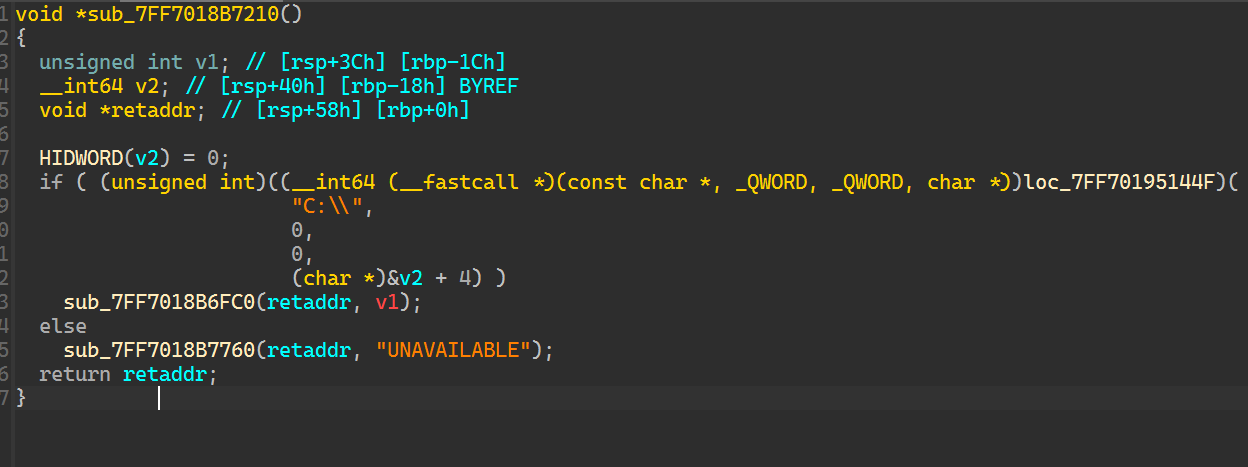 1 void *sub_7FF7018B7210()
2 {
3   unsigned int v1; // [rsp+3Ch] [rbp-1Ch]
4   __int64 v2; // [rsp+40h] [rbp-18h] BYREF
5   void *retaddr; // [rsp+58h] [rbp+0h]
6
7   HIDWORD(v2) = 0;
8   if ( (unsigned int)((__int64 (__fastcall *)(const char *, _QWORD, _QWORD, char *))loc_7FF70195144F)(
9                        "C:\\",
0                        0,
1                        0,
2                        (char *)&v2 + 4) )
3     sub_7FF7018B6FC0(retaddr, v1);
4   else
5     sub_7FF7018B7760(retaddr, "UNAVAILABLE");
6   return retaddr;
7 }